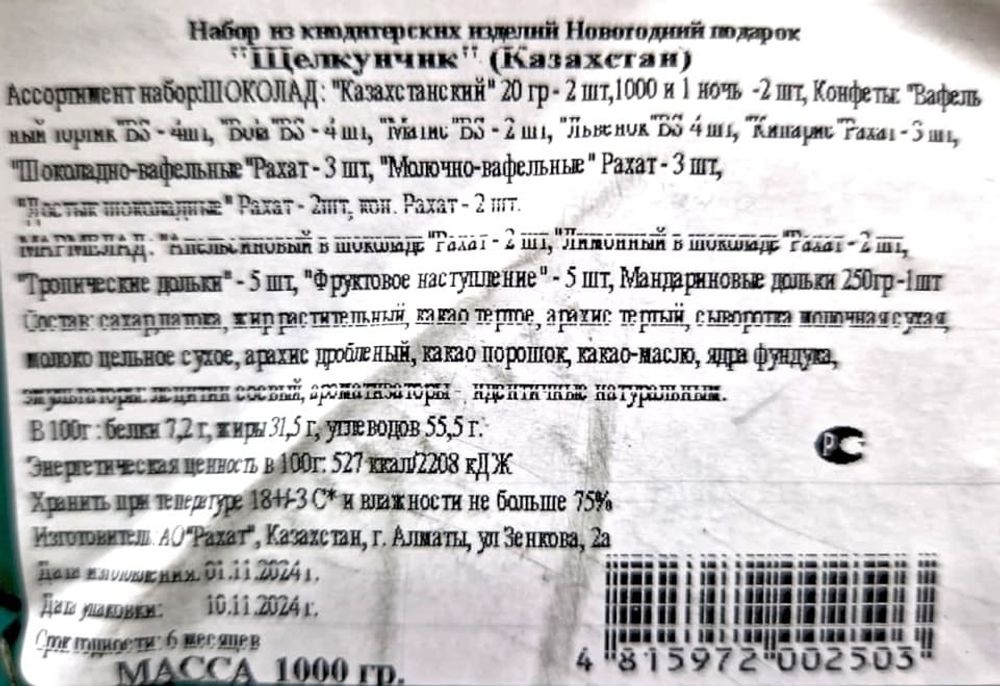 Набор из кнодитерских изделий Новогодний подарок
"Щелкунчик" (Казахстан)
Ассортимент набор:ШОКОЛАД: "Казахстанский" 20 гр - 2 шт,1000 и 1 ночь -2 шт, Конфеты: "Вафель
ный тортик "BS - 4шт, "BS - 4 шт, "BS - 2 шт, "Львенок "BS 4 шт, "Кипарис "Рахат - 3 шт,
"Шоколадно-вафельные "Рахат - 3 шт, "Молочно-вафельные " Рахат - 3 шт,
"Достык шоколадные" Рахат - 2шт, кон. Рахат - 2 шт.
МАРМЕЛАД: "Апельсиновый в шоколаде "Рахат - 2 шт, "Лимонный в шоколаде "Рахат - 2 шт,
"Тропические дольки" - 5 шт, "Фруктовое наступление" - 5 шт, Мандариновые дольки 250гр -1шт
Состав: сахар, патока, жир растительный, какао тертое, арахис тертый, сыворотка молочная сухая,
молоко цельное сухое, арахис дробленый, какао порошок, какао-масло, ядра фундука,
эмульгаторы: лецитин соевый, ароматизаторы - идентичные натуральным.
В 100г : белки 7,2 г, жиры 31,5 г, углеводов 55,5 г.
Энергетическая ценность в 100г: 527 ккал/2208 кДЖ
Хранить при температуре 18+/-3 С* и влажности не больше 75%
Изготовитель: АО "Рахат", Казахстан, г. Алматы, ул Зенкова, 2а
Дата изготовления: 01.11.2024 г.
Дата упаковки: 10.11.2024 г.
Срок годности: 6 месяцев
МАССА 1000 гр.
4 815972 002503